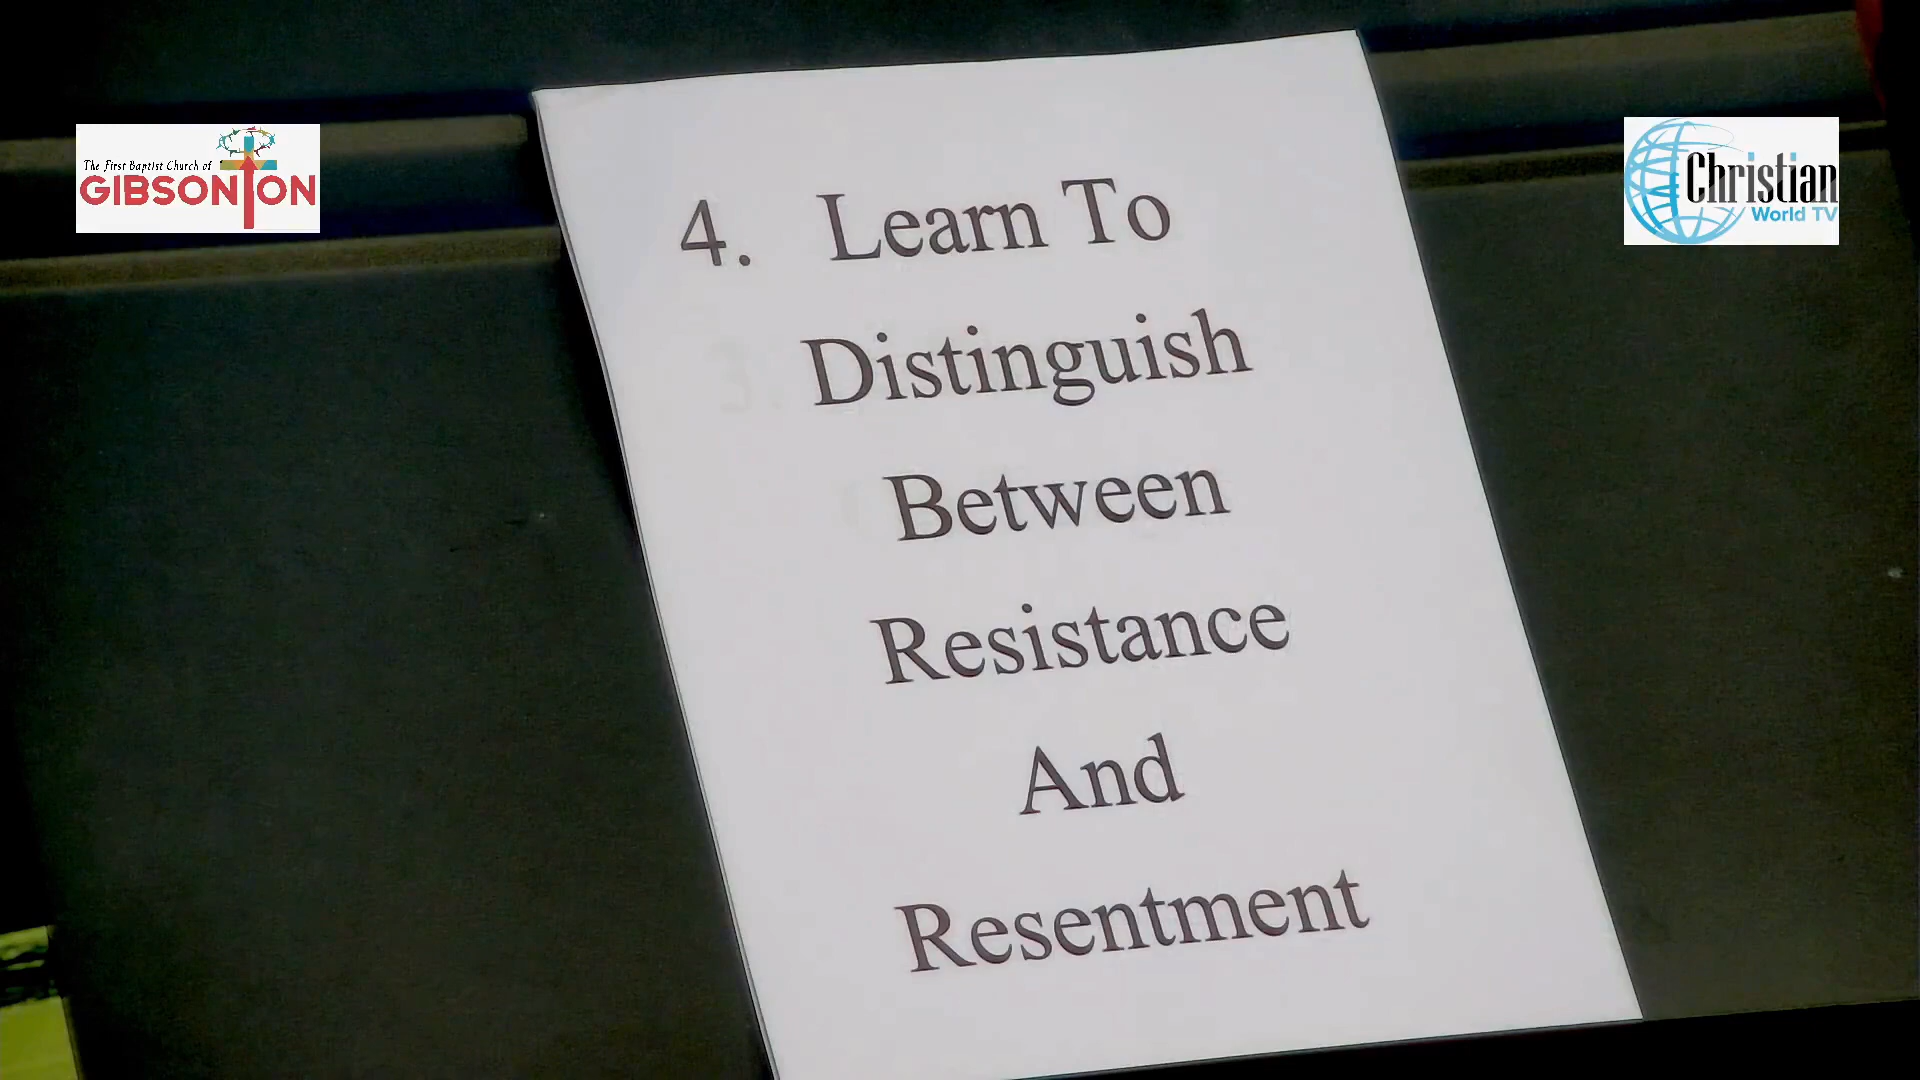 The First Baptist Church of
GIBSONTON
Christian
World TV
4. Learn To
Distinguish
Between
Resistance
And
Resentment